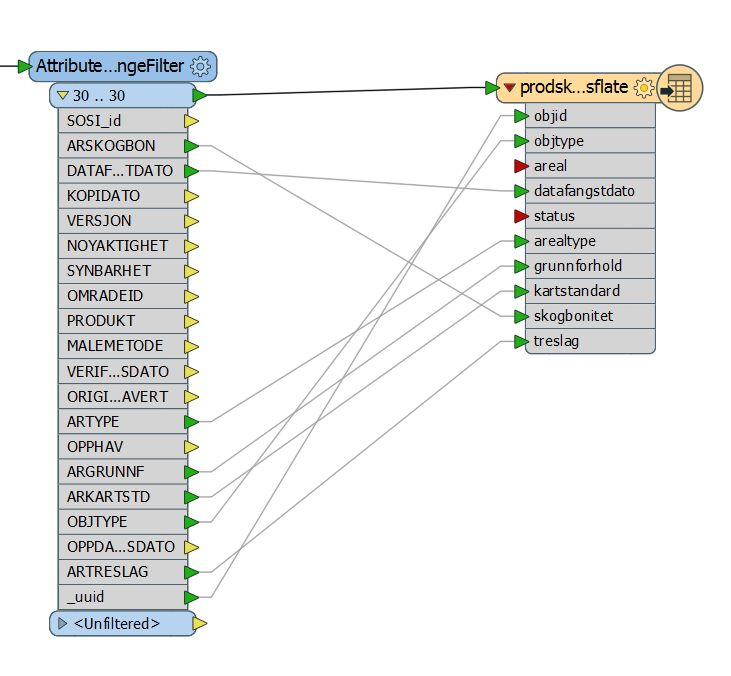 Attribute...ngeFilter
30 .. 30
SOSI_id
ARSKOGBON
DATAF...TDATO
KOPIDATO
VERSJON
NOYAKTIGHET
SYNBARHET
OMRADEID
PRODUKT
MALEMETODE
VERIF...SDATO
ORIGI...AVERT
ARTYPE
OPPHAV
ARGRUNNF
ARKARTSTD
OBJTYPE
OPPDA...SDATO
ARTRESLAG
_uuid
<Unfiltered>
prodsk...sflate
objid
objtype
areal
datafangstdato
status
arealtype
grunnforhold
kartstandard
skogbonitet
treslag